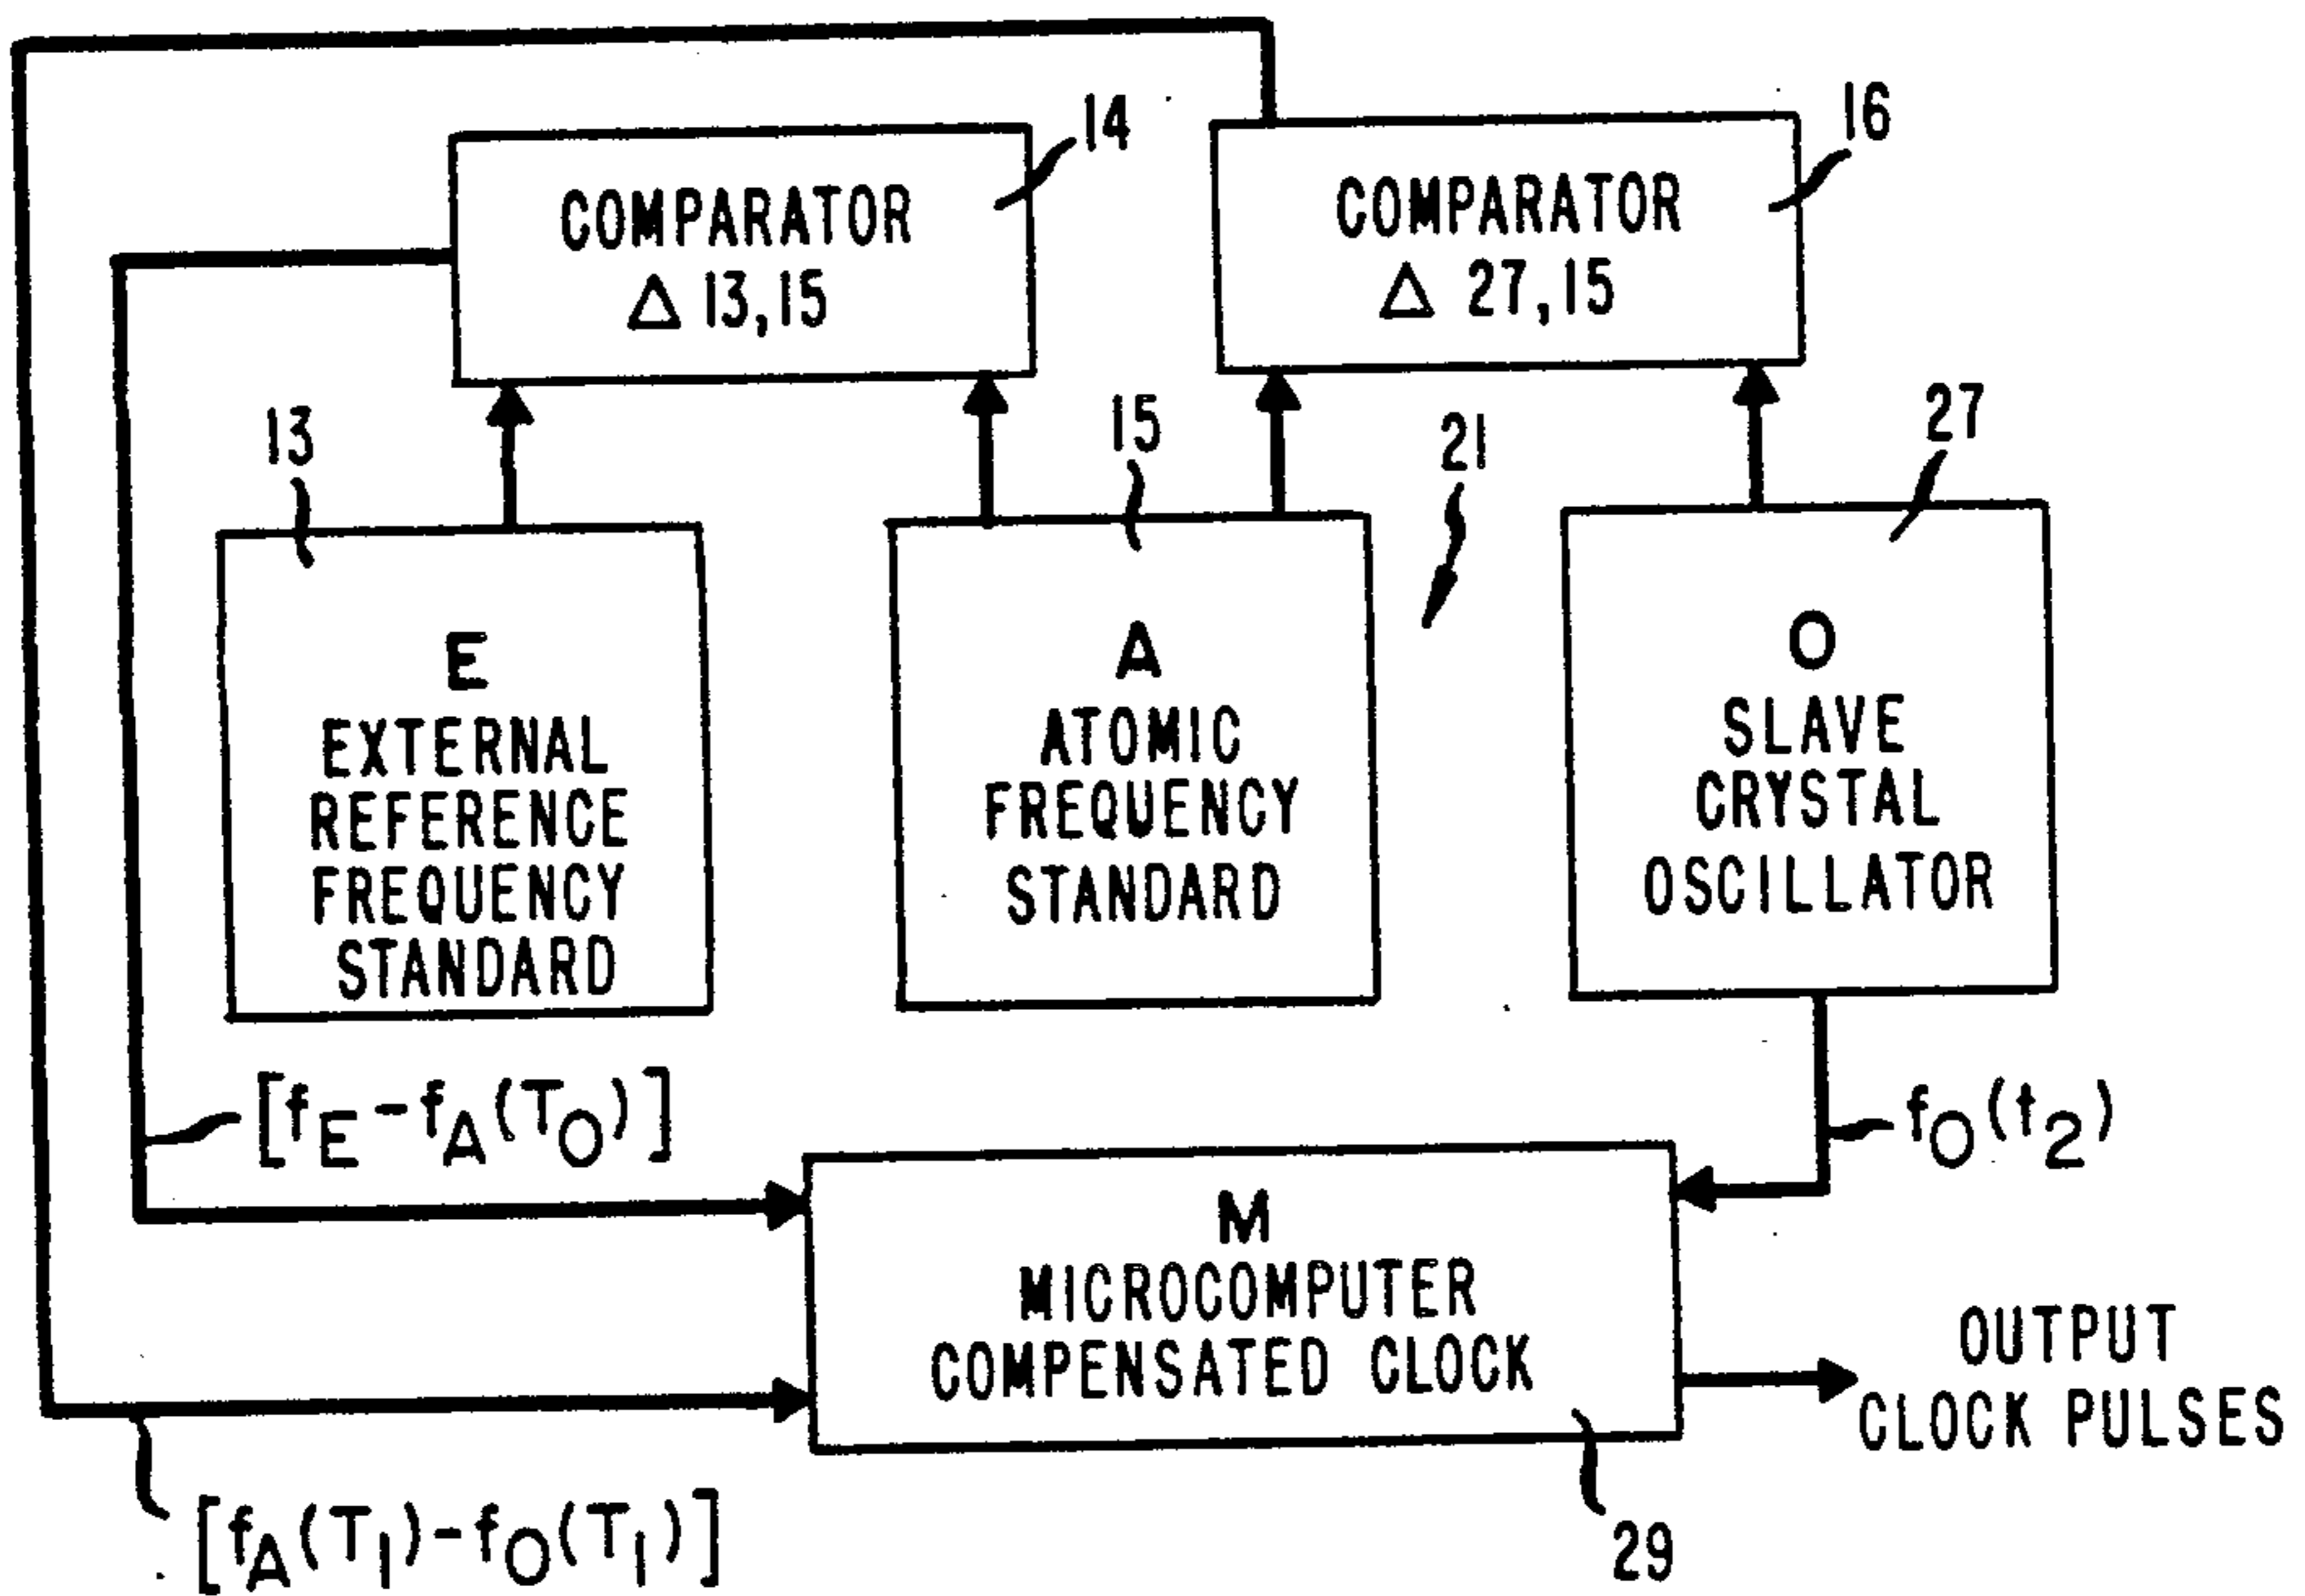 14
16
COMPARATOR
Δ 13,15
COMPARATOR
Δ 27,15
13
15
21
27
E
EXTERNAL
REFERENCE
FREQUENCY
STANDARD
A
ATOMIC
FREQUENCY
STANDARD
O
SLAVE
CRYSTAL
OSCILLATOR
[fE-fA(TO)]
fO(t2)
M
MICROCOMPUTER
COMPENSATED CLOCK
OUTPUT
CLOCK PULSES
[fA(T1)-fO(T1)]
29